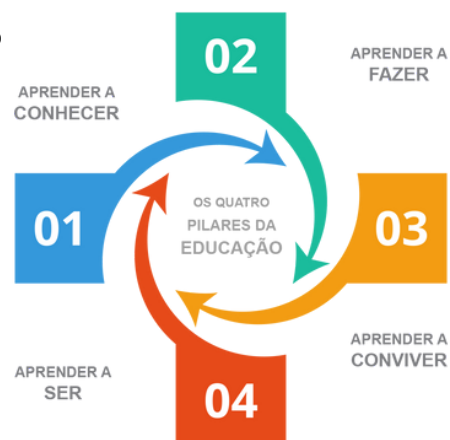 02
APRENDER A
FAZER
APRENDER A
CONHECER
01
OS QUATRO
PILARES DA
EDUCAÇÃO
03
APRENDER A
CONVIVER
APRENDER A
SER
04